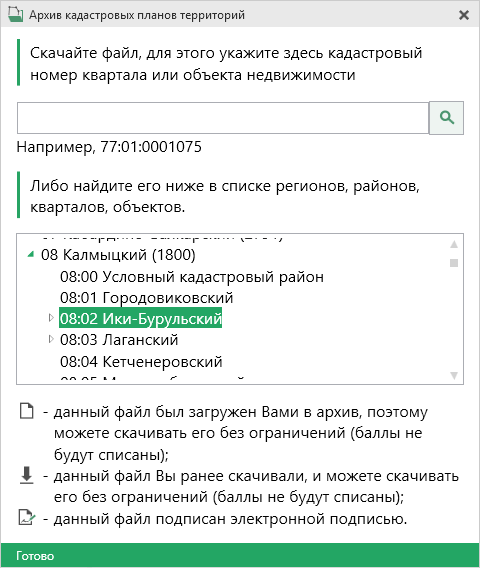 Архив кадастровых планов территорий
Скачайте файл, для этого укажите здесь кадастровый
номер квартала или объекта недвижимости
Например, 77:01:0001075
Либо найдите его ниже в списке регионов, районов,
кварталов, объектов.
08 Калмыцкий (1800)
08:00 Условный кадастровый район
08:01 Городовиковский
08:02 Ики-Бурульский
08:03 Лаганский
08:04 Кетченеровский
- данный файл был загружен Вами в архив, поэтому
можете скачивать его без ограничений (баллы не
будут списаны);
- данный файл Вы ранее скачивали, и можете скачивать
его без ограничений (баллы не будут списаны);
- данный файл подписан электронной подписью.
Готово